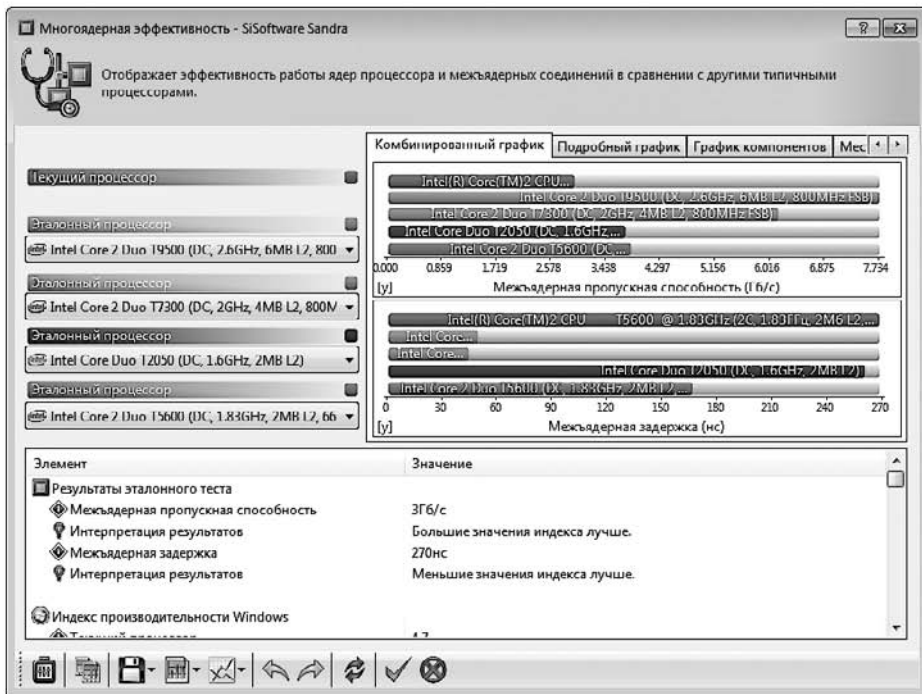 Многоядерная эффективность - SiSoftware Sandra
Отображает эффективность работы ядер процессора и межъядерных соединений в сравнении с другими типичными
процессорами.
Комбинированный график
Подробный график
График компонентов
Мес
Текущий процессор
Эталонный процессор
Intel Core 2 Duo T9500 (DC, 2.6GHz, 6MB L2, 800
Эталонный процессор
Intel Core 2 Duo T7300 (DC, 2GHz, 4MB L2, 800M
Эталонный процессор
Intel Core Duo T2050 (DC, 1.6GHz, 2MB L2)
Эталонный процессор
Intel Core 2 Duo T5600 (DC, 1.83GHz, 2MB L2, 66
Intel(R) Core(TM)2 CPU...
Intel Core 2 Duo T9500 (DC, 2.6GHz, 6MB L2, 800MHz FSB)
Intel Core 2 Duo T7300 (DC, 2GHz, 4MB L2, 800MHz FSB)
Intel Core Duo T2050 (DC, 1.6GHz,...
Intel Core 2 Duo T5600 (DC,...
0.000 0.859 1.719 2.578 3.438 4.297 5.156 6.016 6.875 7.734
[y] Межъядерная пропускная способность (Гб/с)
Intel(R) Core(TM)2 CPU T5600 @ 1.83GHz (2C, 1.83ГГц, 2Мб L2,...
Intel Core...
Intel Core...
Intel Core Duo T2050 (DC, 1.6GHz, 2MB L2)
Intel Core 2 Duo T5600 (DC, 1.83GHz, 2MB L2,...
0 30 60 90 120 150 180 210 240 270
[y] Межъядерная задержка (нс)
Элемент Значение
Результаты эталонного теста
Межъядерная пропускная способность 3Гб/с
Интерпретация результатов Большие значения индекса лучше.
Межъядерная задержка 270нс
Интерпретация результатов Меньшие значения индекса лучше.
Индекс производительности Windows
Текущий процессор 4.7